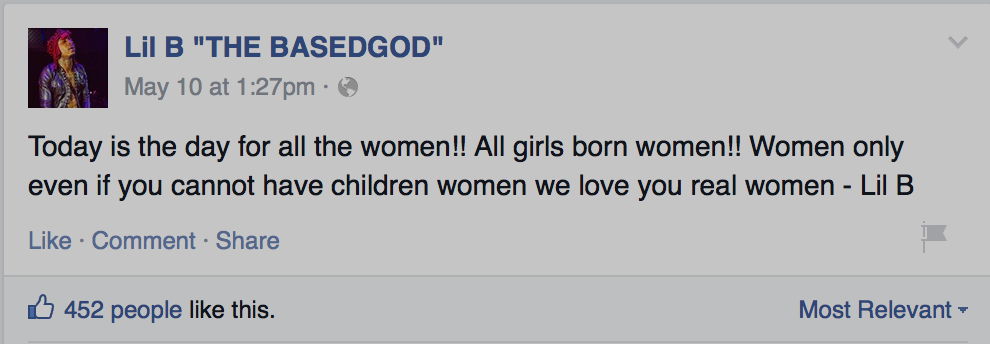 Lil B "THE BASEDGOD"
May 10 at 1:27pm ·
Today is the day for all the women!! All girls born women!! Women only
even if you cannot have children women we love you real women - Lil B
Like · Comment · Share
452 people like this. Most Relevant